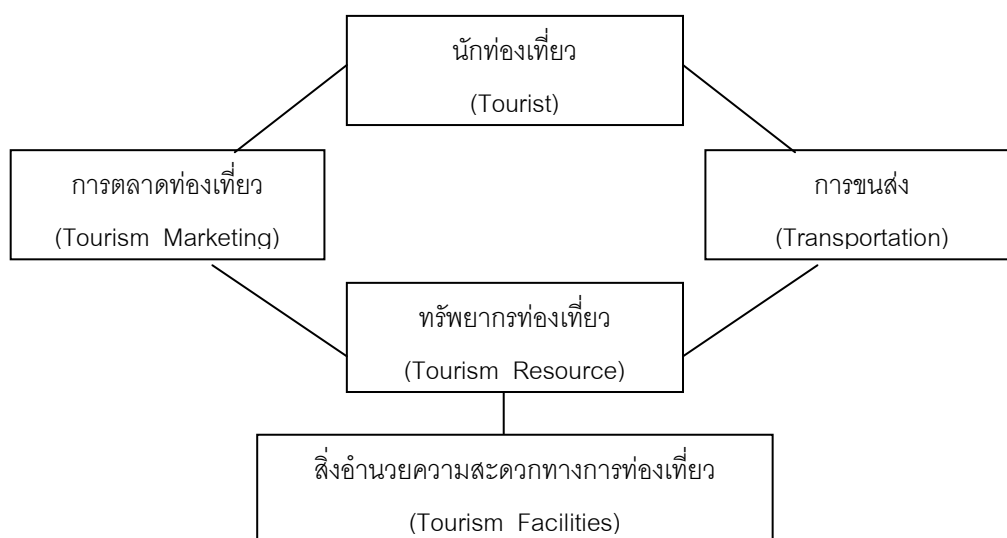 นักท่องเที่ยว
(Tourist)
การตลาดท่องเที่ยว
(Tourism Marketing)
การขนส่ง
(Transportation)
ทรัพยากรท่องเที่ยว
(Tourism Resource)
สิ่งอำนวยความสะดวกทางการท่องเที่ยว
(Tourism Facilities)